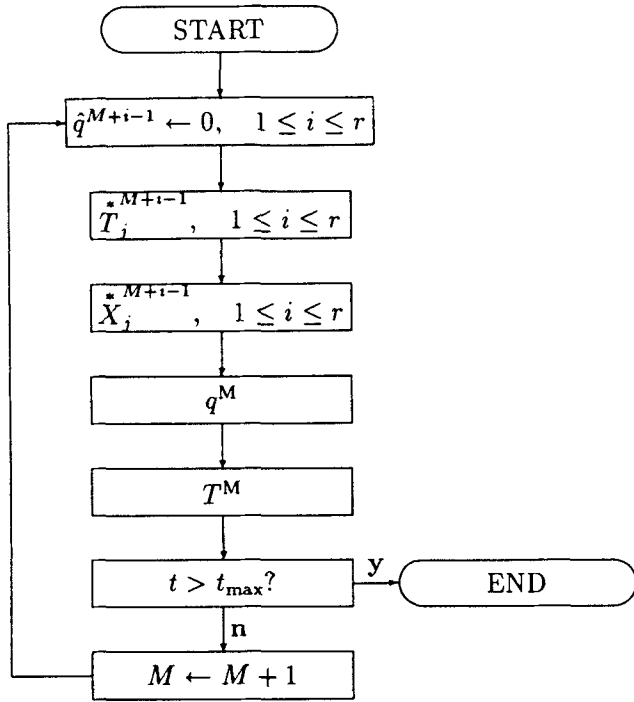 START
q̂^{M+i-1} ← 0, 1 ≤ i ≤ r
T̽_j^{M+i-1}, 1 ≤ i ≤ r
X̽_j^{M+i-1}, 1 ≤ i ≤ r
q^M
T^M
t > t_max? y END
n
M ← M + 1